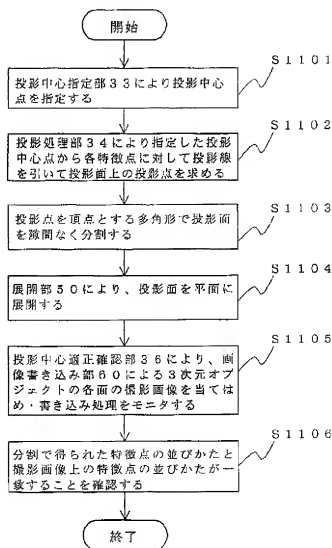 開始
S1101
投影中心指定部33により投影中心
点を指定する
S1102
投影処理部34により指定した投影
中心点から各特徴点に対して投影線
を引いて投影面上の投影点を求める
S1103
投影点を頂点とする多角形で投影面
を隙間なく分割する
S1104
展開部50により、投影面を平面に
展開する
S1105
投影中心適正確認部36により、画
像書き込み部60による3次元オブ
ジェクトの各面の撮影画像を当ては
め・書き込み処理をモニタする
S1106
分割で得られた特徴点の並びかたと
撮影画像上の特徴点の並びかたが一
致することを確認する
終了